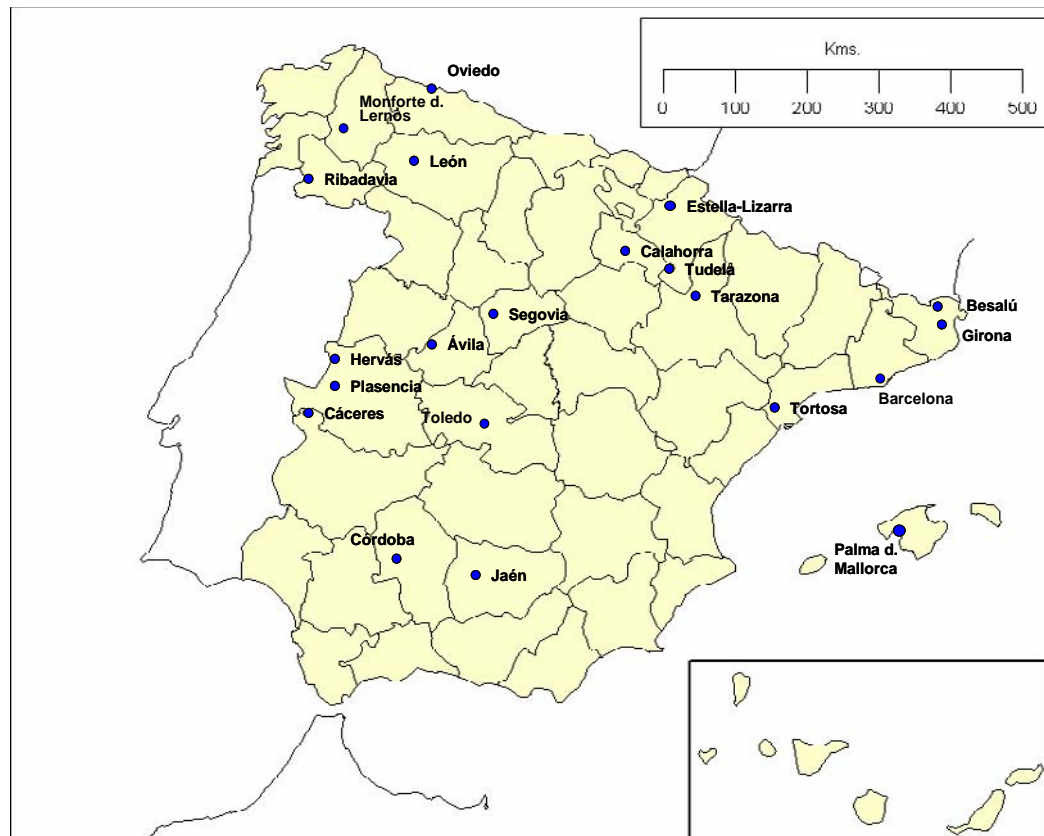 Kms.
0 100 200 300 400 500
Oviedo
Monforte d.
Lernos
León
Ribadavia
Estella-Lizarra
Calahorra
Tudela
Tarazona
Segovia
Besalú
Girona
Ávila
Hervás
Plasencia
Barcelona
Cáceres
Toledo
Tortosa
Córdoba
Palma d.
Mallorca
Jaén